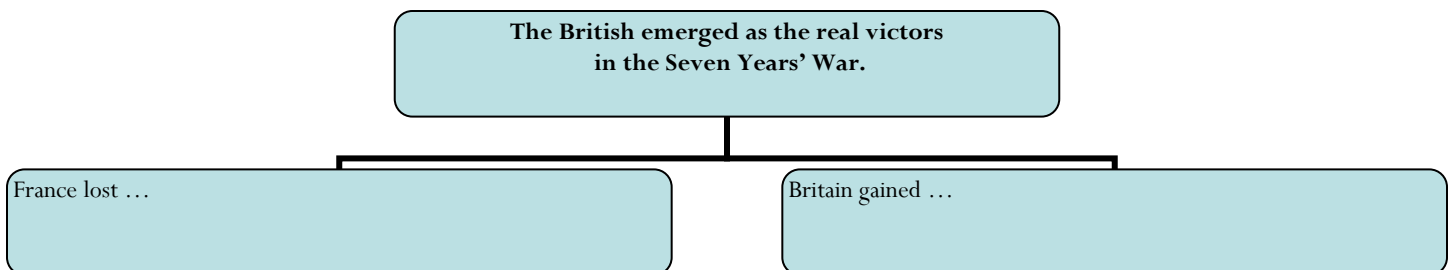 The British emerged as the real victors
in the Seven Years’ War.
France lost …
Britain gained …